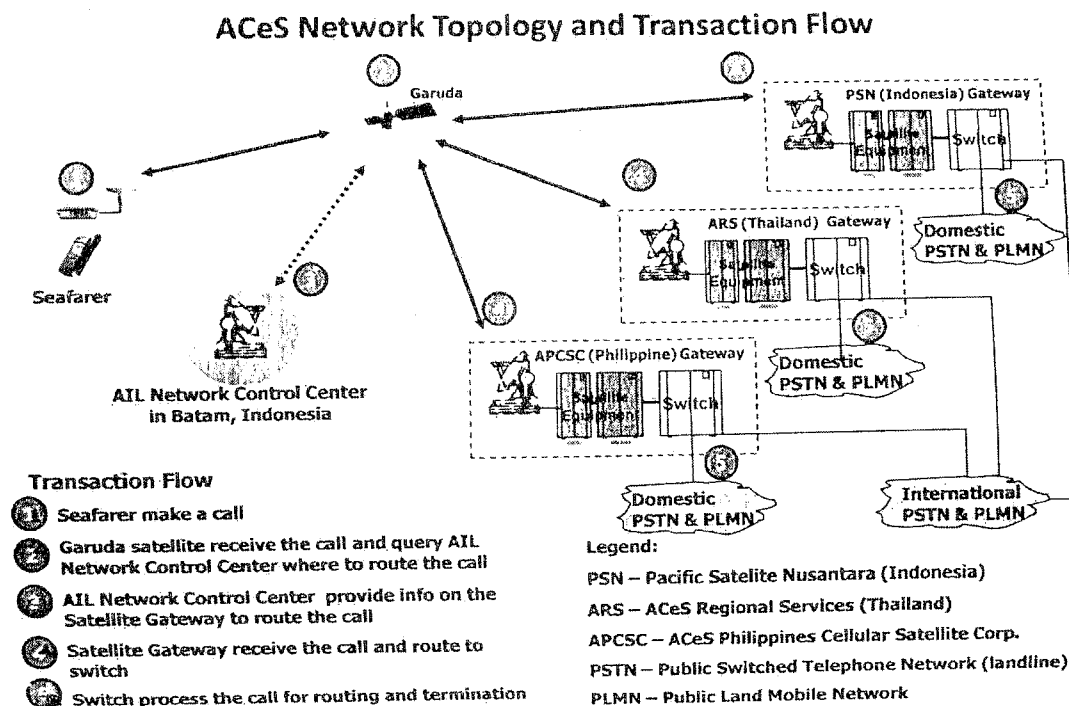 ACeS Network Topology and Transaction Flow
Garuda
PSN (Indonesia) Gateway
Satellite
Equipment
Switch
Domestic
PSTN & PLMN
ARS (Thailand) Gateway
Satellite
Equipment
Switch
Domestic
PSTN & PLMN
Seafarer
AIL Network Control Center
in Batam, Indonesia
APCSC (Philippine) Gateway
Satellite
Equipment
Switch
5
Domestic
PSTN & PLMN
International
PSTN & PLMN
Transaction Flow
1 Seafarer make a call
2 Garuda satellite receive the call and query AIL
Network Control Center where to route the call
3 AIL Network Control Center provide info on the
Satellite Gateway to route the call
4 Satellite Gateway receive the call and route to
switch
5 Switch process the call for routing and termination
Legend:
PSN – Pacific Satelite Nusantara (Indonesia)
ARS – ACeS Regional Services (Thailand)
APCSC – ACeS Philippines Cellular Satellite Corp.
PSTN – Public Switched Telephone Network (landline)
PLMN – Public Land Mobile Network